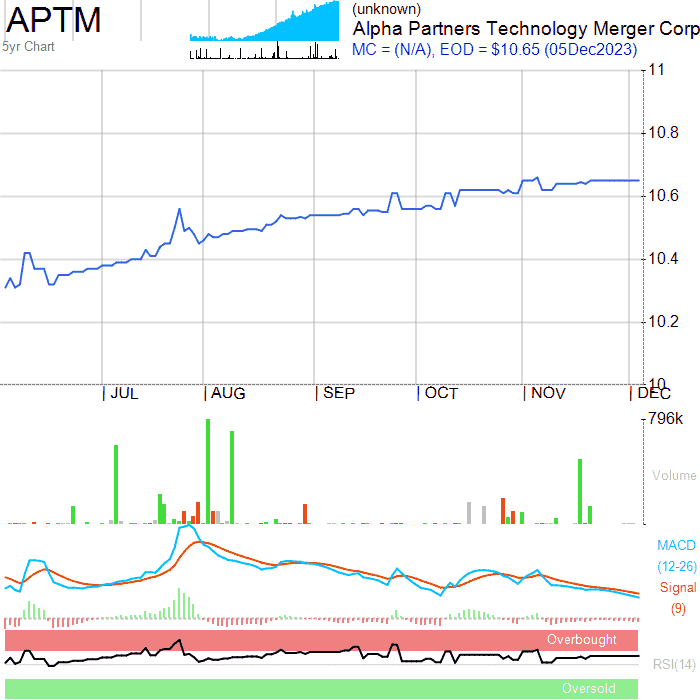 APTM
5yr Chart
(unknown)
Alpha Partners Technology Merger Corp
MC = (N/A), EOD = $10.65 (05Dec2023)
11
10.8
10.6
10.4
10.2
10
JUL AUG SEP OCT NOV DEC
796k
Volume
MACD
(12-26)
Signal
(9)
Overbought
RSI(14)
Oversold